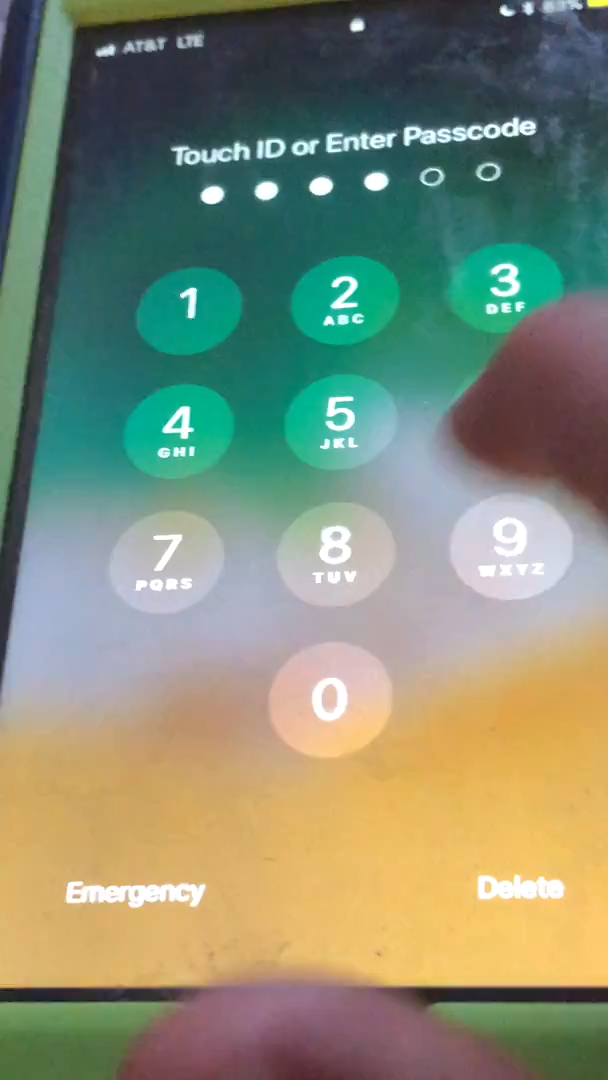 AT&T LTE 63%
Touch ID or Enter Passcode
1 2 3
ABC DEF
4 5
GHI JKL
7 8 9
PQRS TUV WXYZ
0
Emergency Delete